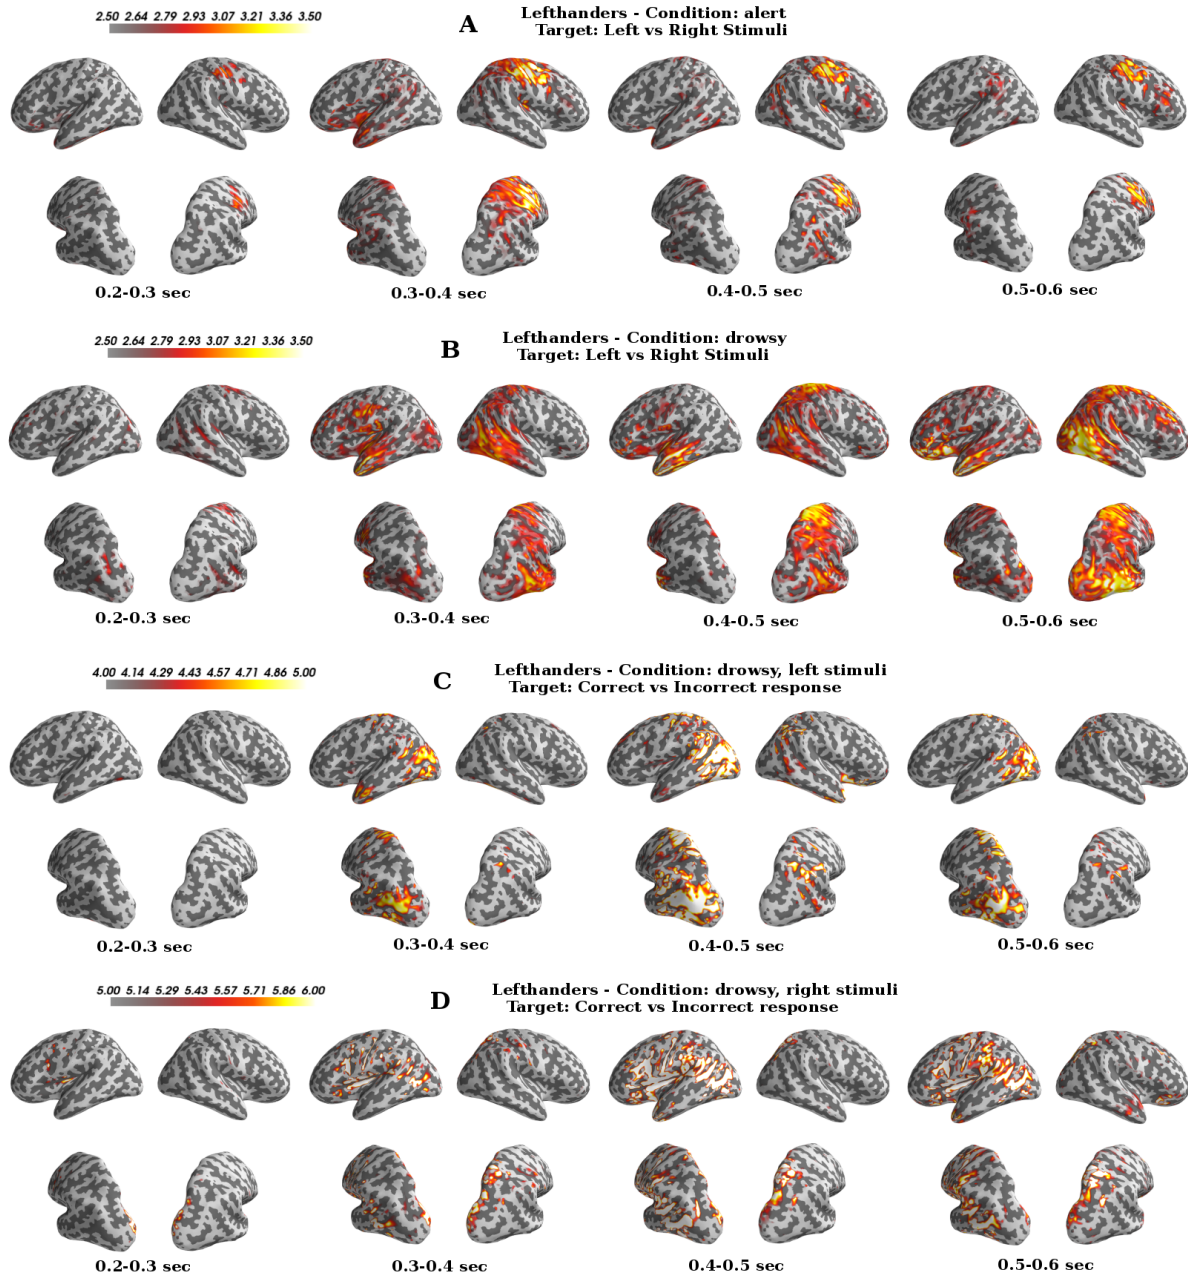 2.50 2.64 2.79 2.93 3.07 3.21 3.36 3.50
A
Lefthanders - Condition: alert
Target: Left vs Right Stimuli
0.2-0.3 sec
0.3-0.4 sec
0.4-0.5 sec
0.5-0.6 sec
2.50 2.64 2.79 2.93 3.07 3.21 3.36 3.50
B
Lefthanders - Condition: drowsy
Target: Left vs Right Stimuli
0.2-0.3 sec
0.3-0.4 sec
0.4-0.5 sec
0.5-0.6 sec
4.00 4.14 4.29 4.43 4.57 4.71 4.86 5.00
C
Lefthanders - Condition: drowsy, left stimuli
Target: Correct vs Incorrect response
0.2-0.3 sec
0.3-0.4 sec
0.4-0.5 sec
0.5-0.6 sec
5.00 5.14 5.29 5.43 5.57 5.71 5.86 6.00
D
Lefthanders - Condition: drowsy, right stimuli
Target: Correct vs Incorrect response
0.2-0.3 sec
0.3-0.4 sec
0.4-0.5 sec
0.5-0.6 sec